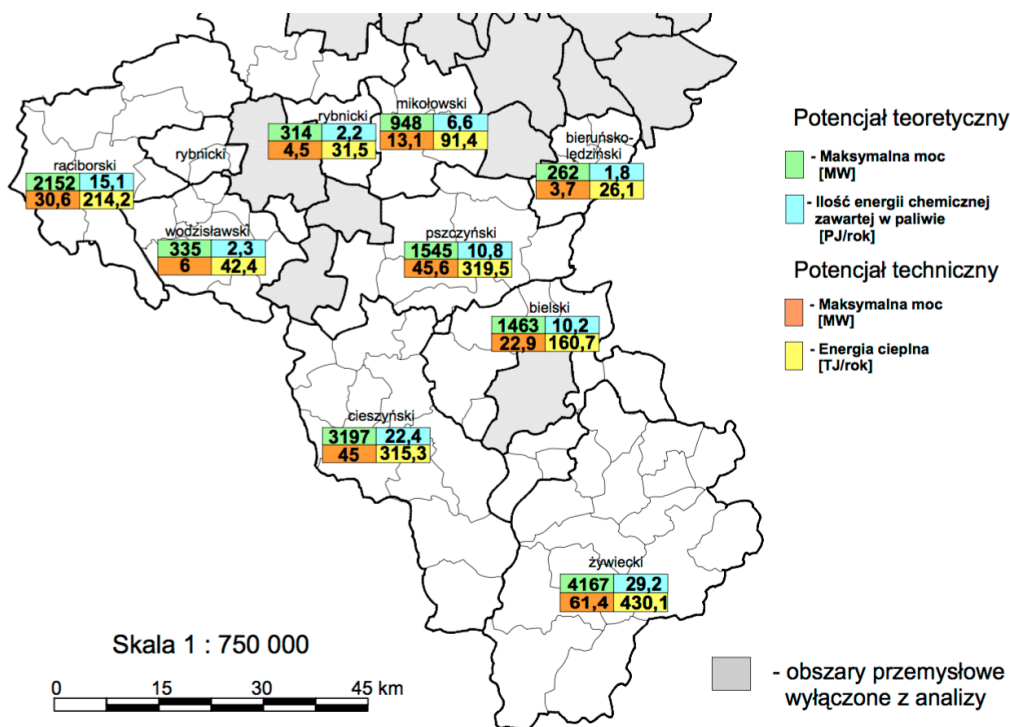 mikołowski
948 6,6
13,1 91,4
rybnicki
314 2,2
4,5 31,5
bieruńsko-
lędziński
262 1,8
3,7 26,1
rybnicki
raciborski
2152 15,1
30,6 214,2
wodzisławski
335 2,3
6 42,4
pszczyński
1545 10,8
45,6 319,5
bielski
1463 10,2
22,9 160,7
cieszyński
3197 22,4
45 315,3
żywiecki
4167 29,2
61,4 430,1
Potencjał teoretyczny
- Maksymalna moc
[MW]
- Ilość energii chemicznej
zawartej w paliwie
[PJ/rok]
Potencjał techniczny
- Maksymalna moc
[MW]
- Energia cieplna
[TJ/rok]
Skala 1 : 750 000
0 15 30 45 km
- obszary przemysłowe
wyłączone z analizy